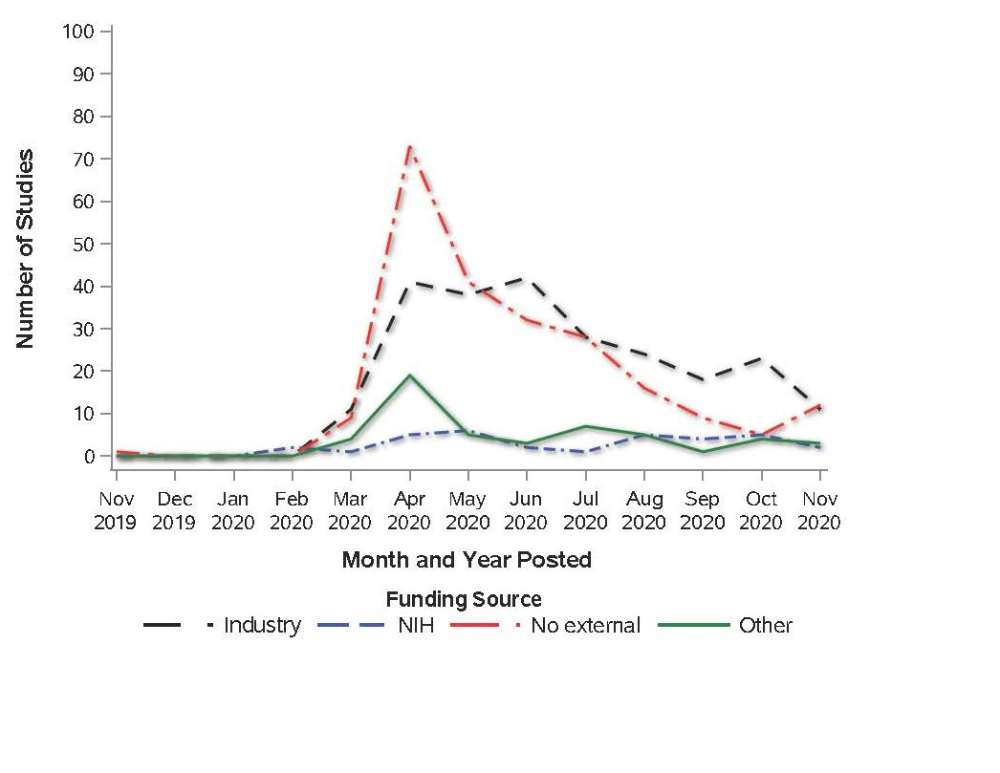 100
90
80
70
60
50
40
30
20
10
0
Number of Studies
Nov Dec Jan Feb Mar Apr May Jun Jul Aug Sep Oct Nov
2019 2019 2020 2020 2020 2020 2020 2020 2020 2020 2020 2020 2020
Month and Year Posted
Funding Source
Industry NIH No external Other